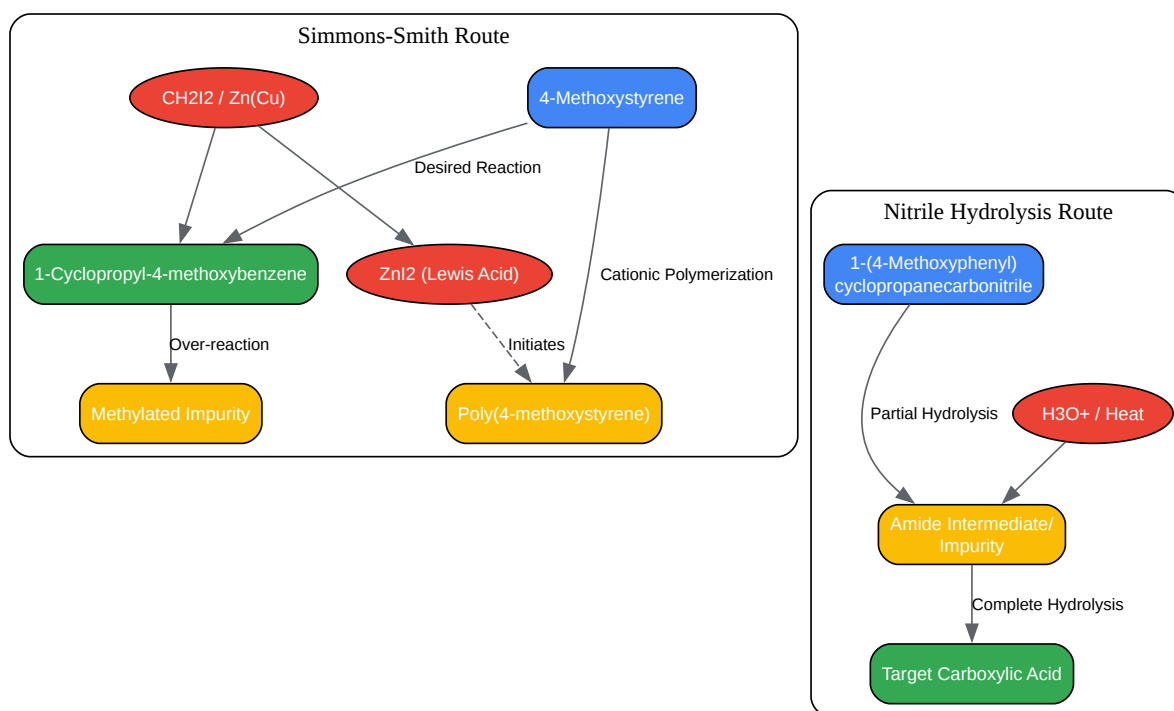 Simmons-Smith Route
CH2I2 / Zn(Cu)
4-Methoxystyrene
Desired Reaction
1-Cyclopropyl-4-methoxybenzene
ZnI2 (Lewis Acid)
Cationic Polymerization
Over-reaction
Initiates
Methylated Impurity
Poly(4-methoxystyrene)
Nitrile Hydrolysis Route
1-(4-Methoxyphenyl)
cyclopropanecarbonitrile
Partial Hydrolysis
H3O+ / Heat
Amide Intermediate/
Impurity
Complete Hydrolysis
Target Carboxylic Acid